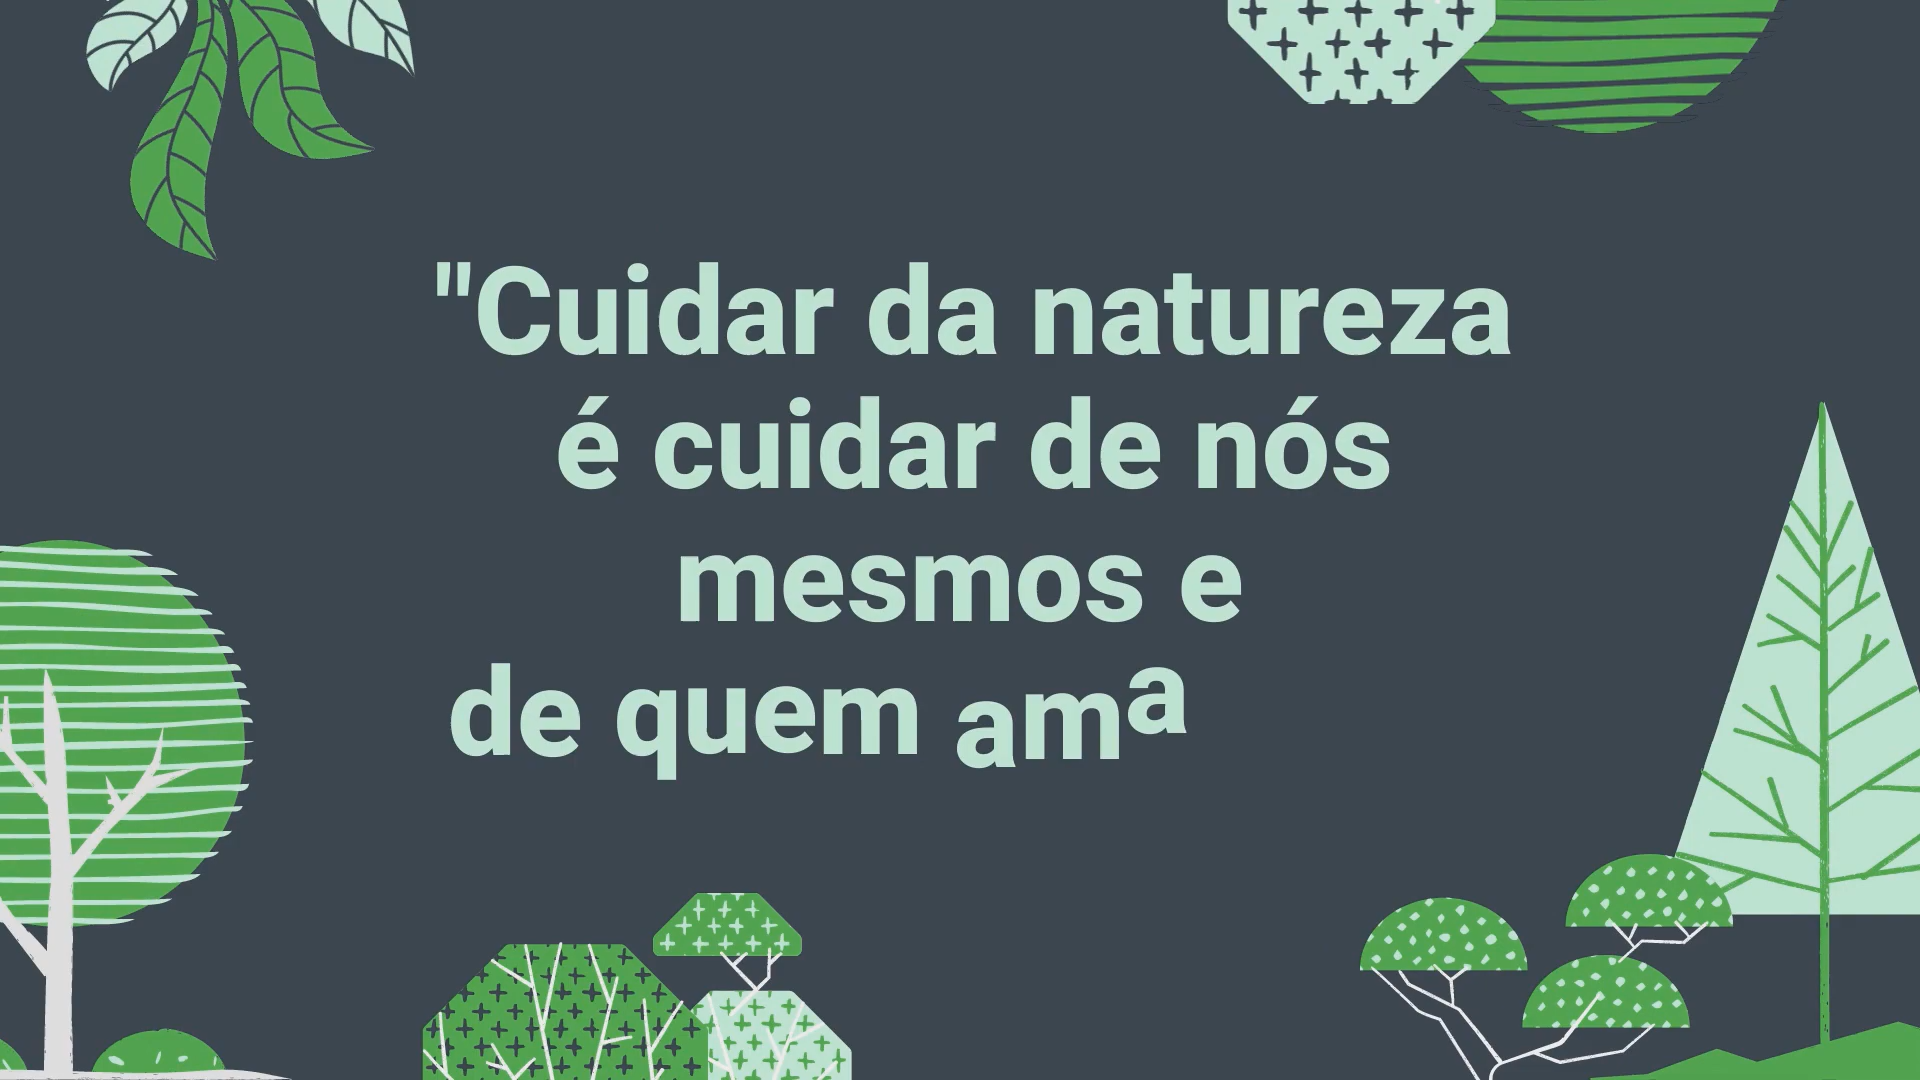 "Cuidar da natureza
é cuidar de nós
mesmos e
de quem ama